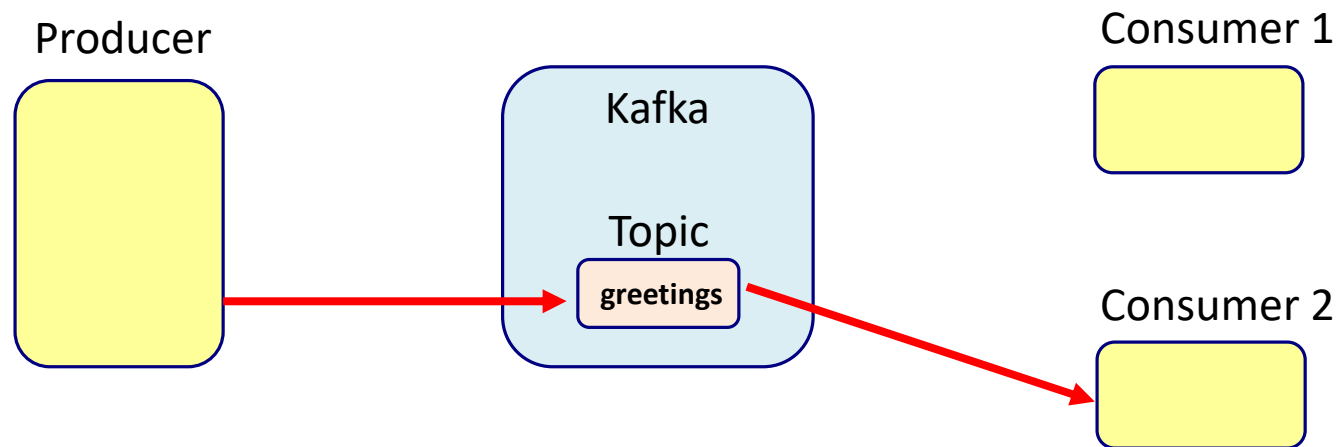 Producer
Kafka
Topic
greetings
Consumer 1
Consumer 2